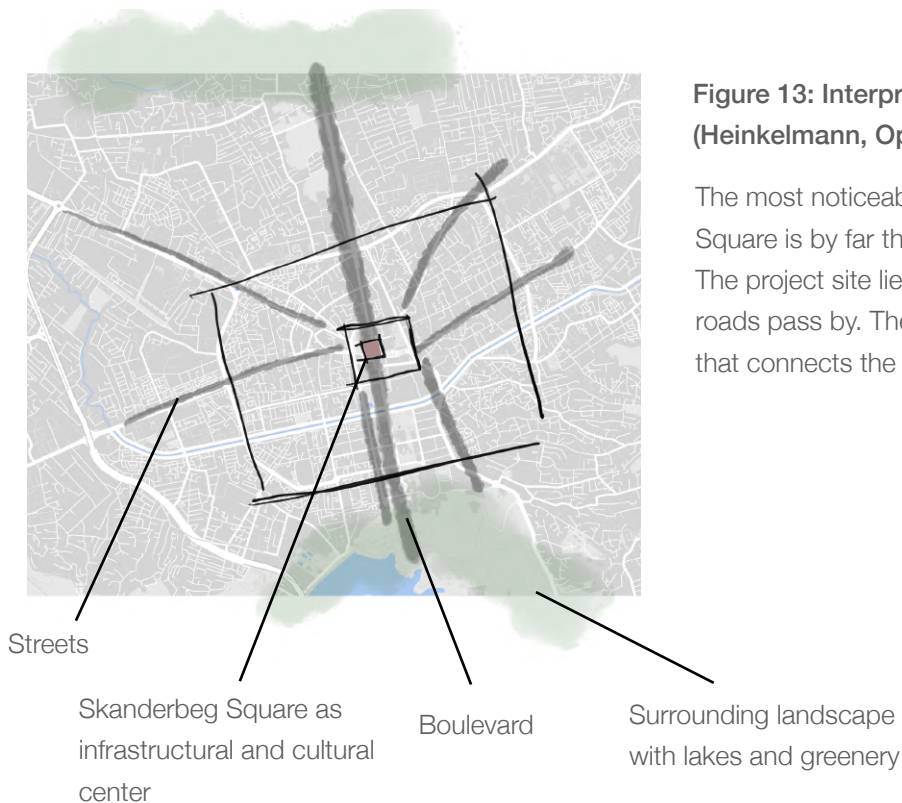 Figure 13: Interpr
(Heinkelmann, Op
The most noticeab
Square is by far th
The project site lie
roads pass by. The
that connects the
Streets
Skanderbeg Square as
infrastructural and cultural
center
Boulevard
Surrounding landscape
with lakes and greenery